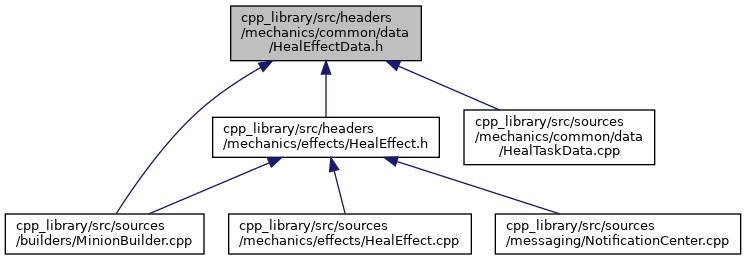 cpp_library/src/headers
/mechanics/common/data
/HealEffectData.h
cpp_library/src/headers
/mechanics/effects/HealEffect.h
cpp_library/src/sources
/mechanics/common/data
/HealTaskData.cpp
cpp_library/src/sources
/builders/MinionBuilder.cpp
cpp_library/src/sources
/mechanics/effects/HealEffect.cpp
cpp_library/src/sources
/messaging/NotificationCenter.cpp